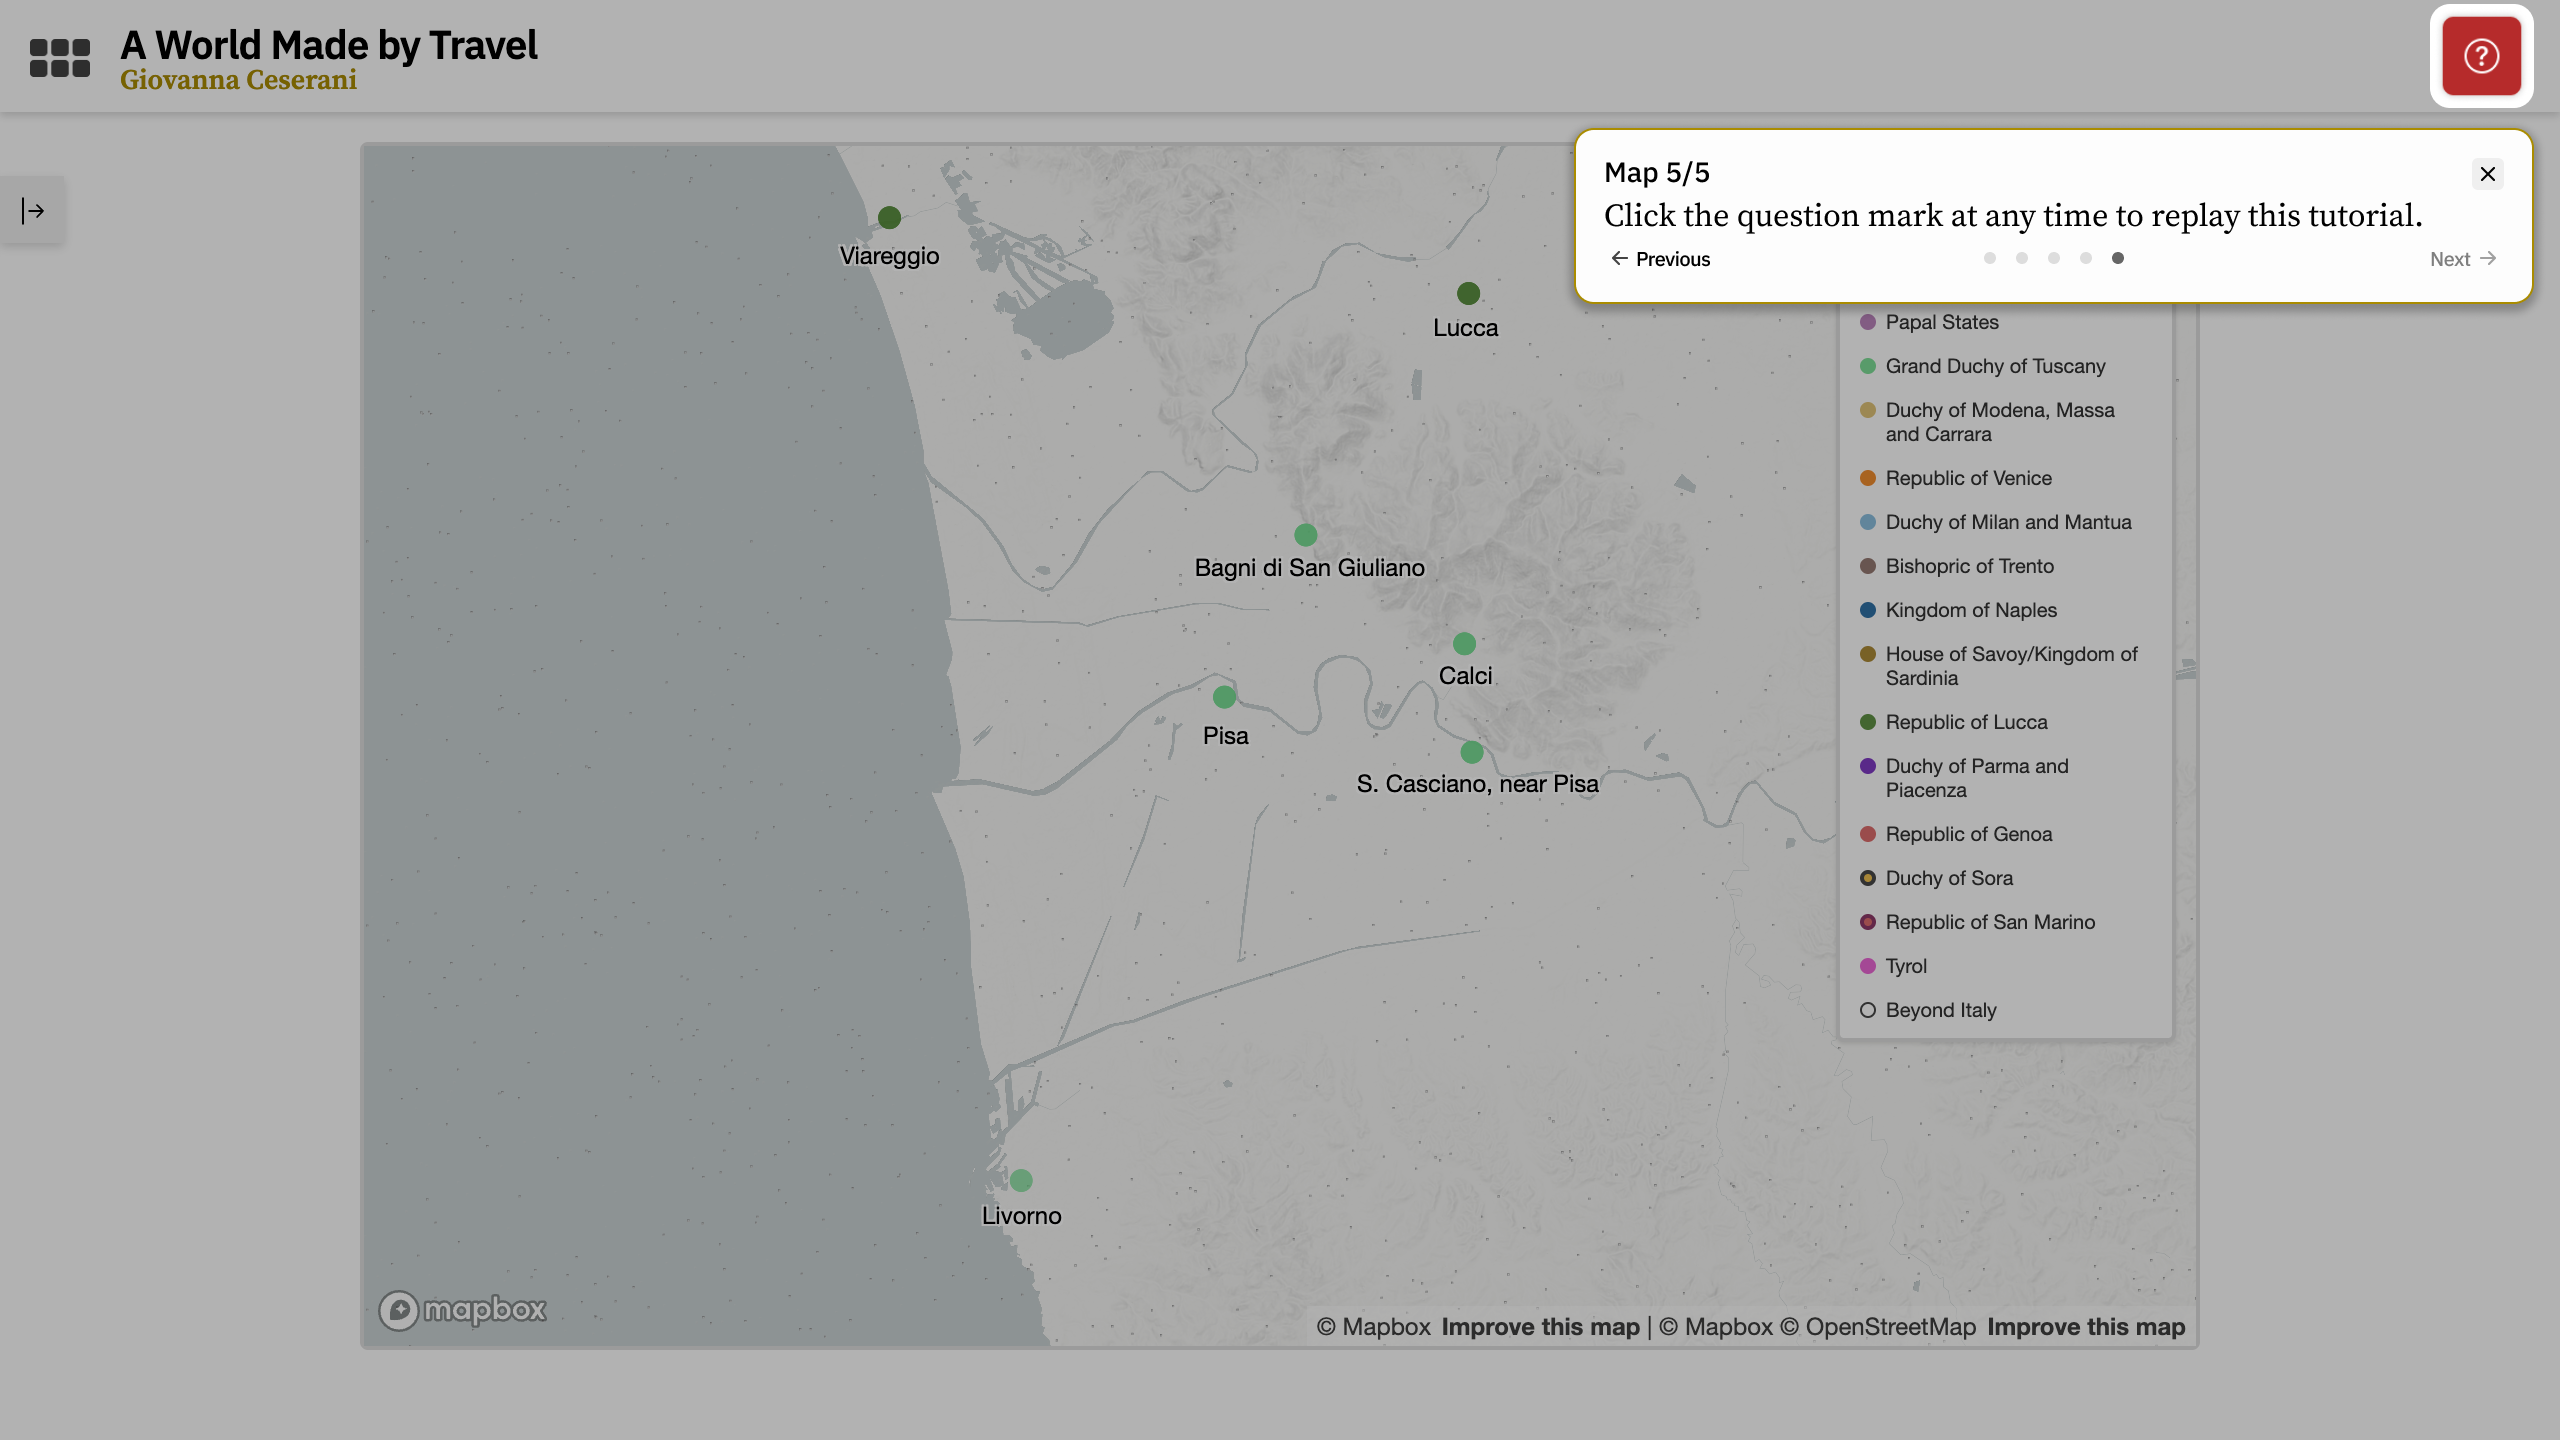 A World Made by Travel
Giovanna Ceserani
?
Map 5/5
Click the question mark at any time to replay this tutorial.
Previous
Next
Viareggio
Lucca
Bagni di San Giuliano
Calci
Pisa
S. Casciano, near Pisa
Livorno
Papal States
Grand Duchy of Tuscany
Duchy of Modena, Massa
and Carrara
Republic of Venice
Duchy of Milan and Mantua
Bishopric of Trento
Kingdom of Naples
House of Savoy/Kingdom of
Sardinia
Republic of Lucca
Duchy of Parma and
Piacenza
Republic of Genoa
Duchy of Sora
Republic of San Marino
Tyrol
Beyond Italy
mapbox
© Mapbox Improve this map | © Mapbox © OpenStreetMap Improve this map